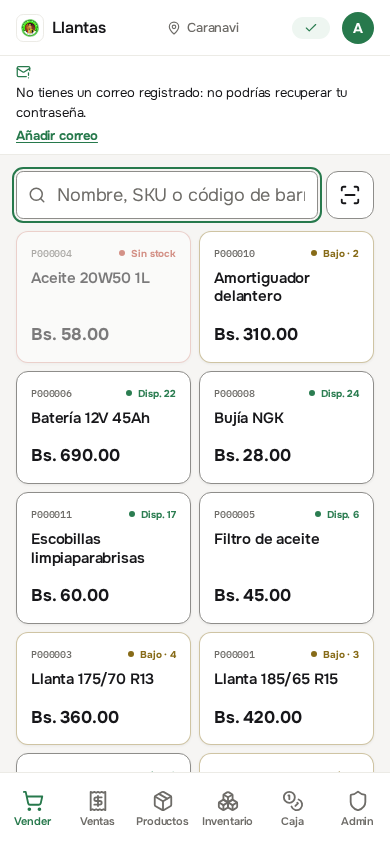 Llantas
Caranavi
A
No tienes un correo registrado: no podrías recuperar tu
contraseña.
Añadir correo
Nombre, SKU o código de barr
P000004
Sin stock
Aceite 20W50 1L
Bs. 58.00
P000010
Bajo · 2
Amortiguador
delantero
Bs. 310.00
P000006
Disp. 22
Batería 12V 45Ah
Bs. 690.00
P000008
Disp. 24
Bujía NGK
Bs. 28.00
P000011
Disp. 17
Escobillas
limpiaparabrisas
Bs. 60.00
P000005
Disp. 6
Filtro de aceite
Bs. 45.00
P000003
Bajo · 4
Llanta 175/70 R13
Bs. 360.00
P000001
Bajo · 3
Llanta 185/65 R15
Bs. 420.00
Vender
Ventas
Productos
Inventario
Caja
Admin